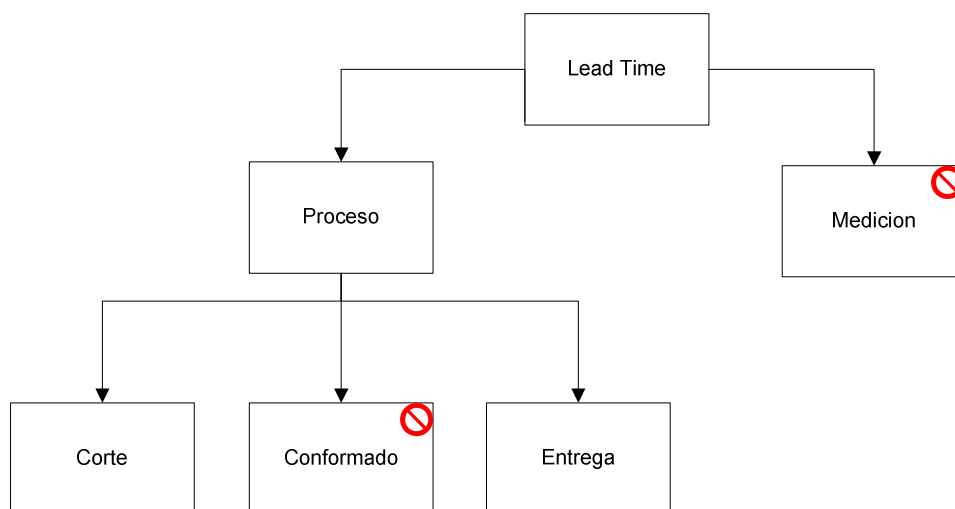 Lead Time
Proceso
Medicion
Corte
Conformado
Entrega